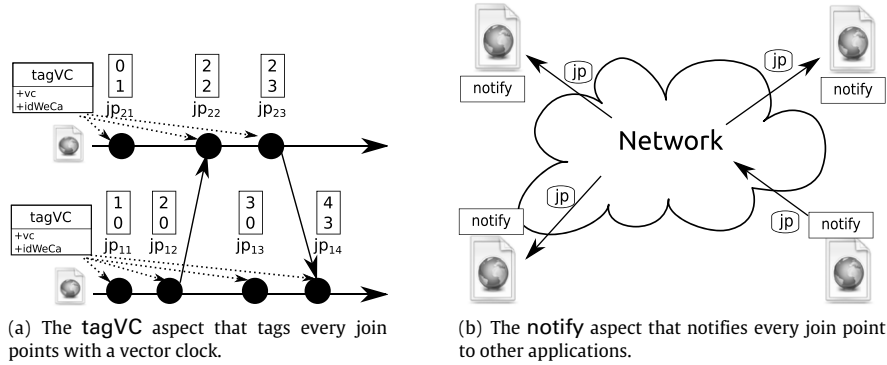 tagVC
+vc
+idWeCa
0
1
jp21
2
2
jp22
2
3
jp23
tagVC
+vc
+idWeCa
1
0
jp11
2
0
jp12
3
0
jp13
4
3
jp14
(a) The tagVC aspect that tags every join
points with a vector clock.
notify
jp
jp
notify
Network
notify
jp
jp
notify
(b) The notify aspect that notifies every join point
to other applications.